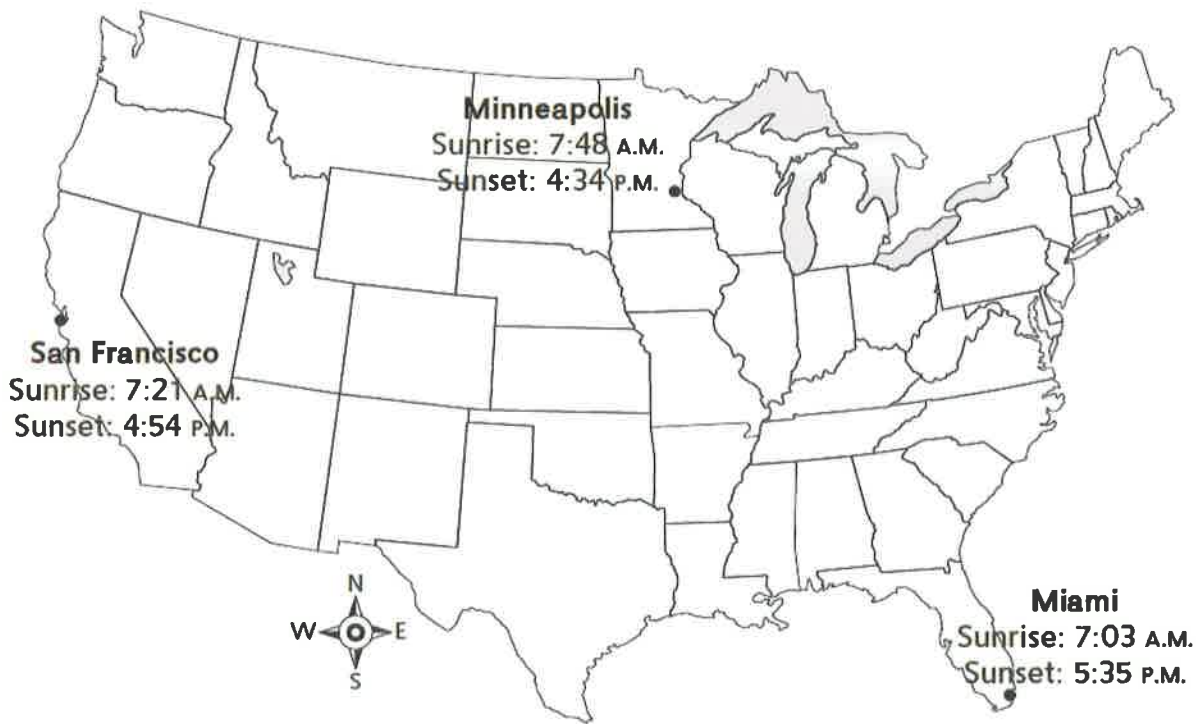 Minneapolis
Sunrise: 7:48 A.M.
Sunset: 4:34 P.M.
San Francisco
Sunrise: 7:21 A.M.
Sunset: 4:54 P.M.
N
W E
S
Miami
Sunrise: 7:03 A.M.
Sunset: 5:35 P.M.